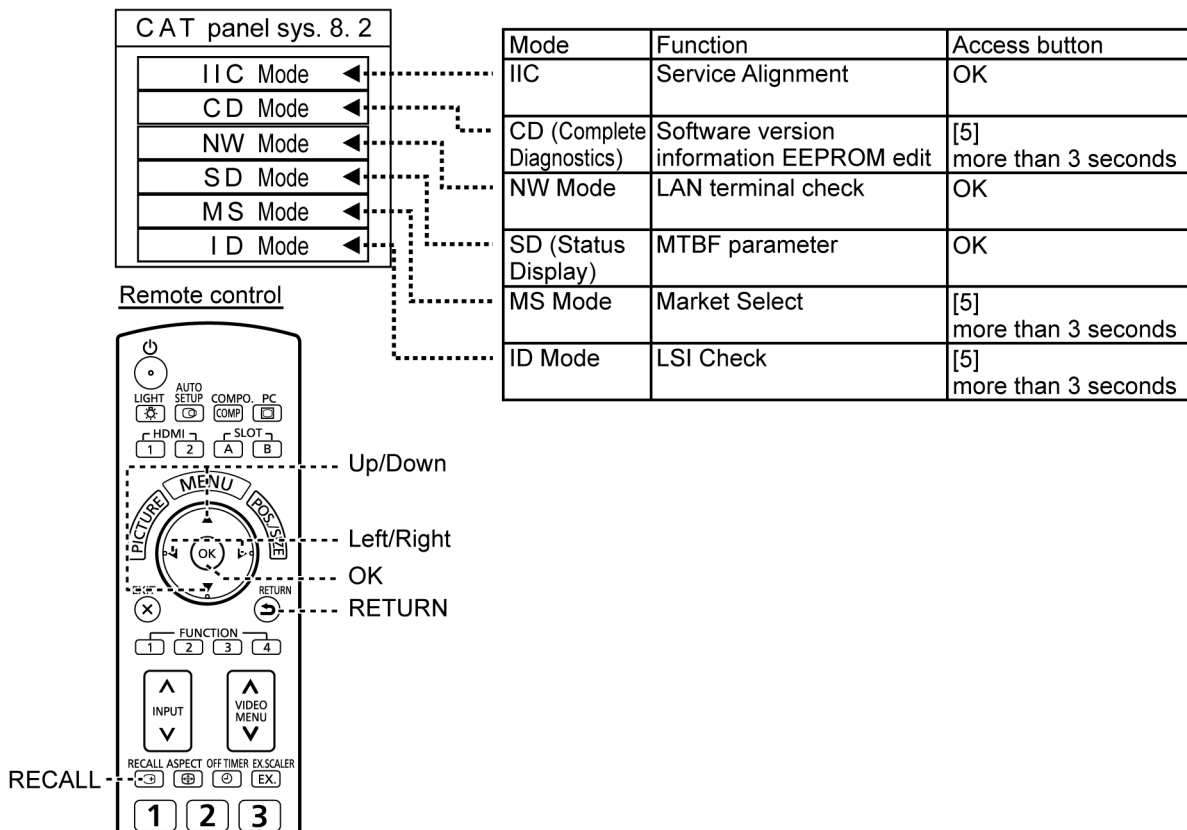 CAT panel sys. 8. 2
IIC Mode
CD Mode
NW Mode
SD Mode
MS Mode
ID Mode
Mode Function Access button
IIC Service Alignment OK
CD (Complete Diagnostics) Software version information EEPROM edit [5] more than 3 seconds
NW Mode LAN terminal check OK
SD (Status Display) MTBF parameter OK
MS Mode Market Select [5] more than 3 seconds
ID Mode LSI Check [5] more than 3 seconds
Remote control
LIGHT AUTO SETUP COMPO. PC
COMP
HDMI SLOT
1 2 A B
Up/Down
MENU
PICTURE
POS./SIZE
Left/Right
OK
OK
EXIT RETURN
RETURN
FUNCTION
1 2 3 4
INPUT
VIDEO MENU
RECALL ASPECT OFF TIMER EX.SCALER
RECALL
EX.
1 2 3